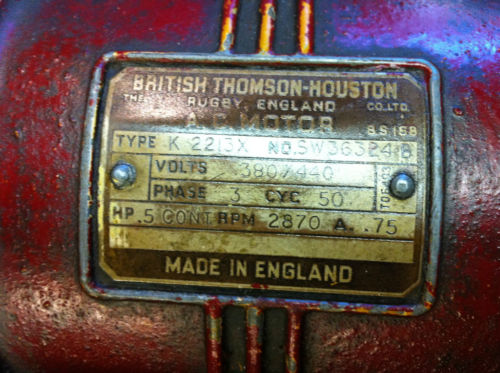 BRITISH THOMSON-HOUSTON
THE RUGBY, ENGLAND CO. LTD.
A.C. MOTOR B.S. 168
TYPE K 2213X NO. SW36324 B
VOLTS 380/440
PHASE 3 CYC 50
HP .5 CONT RPM 2870 A. .75
MADE IN ENGLAND